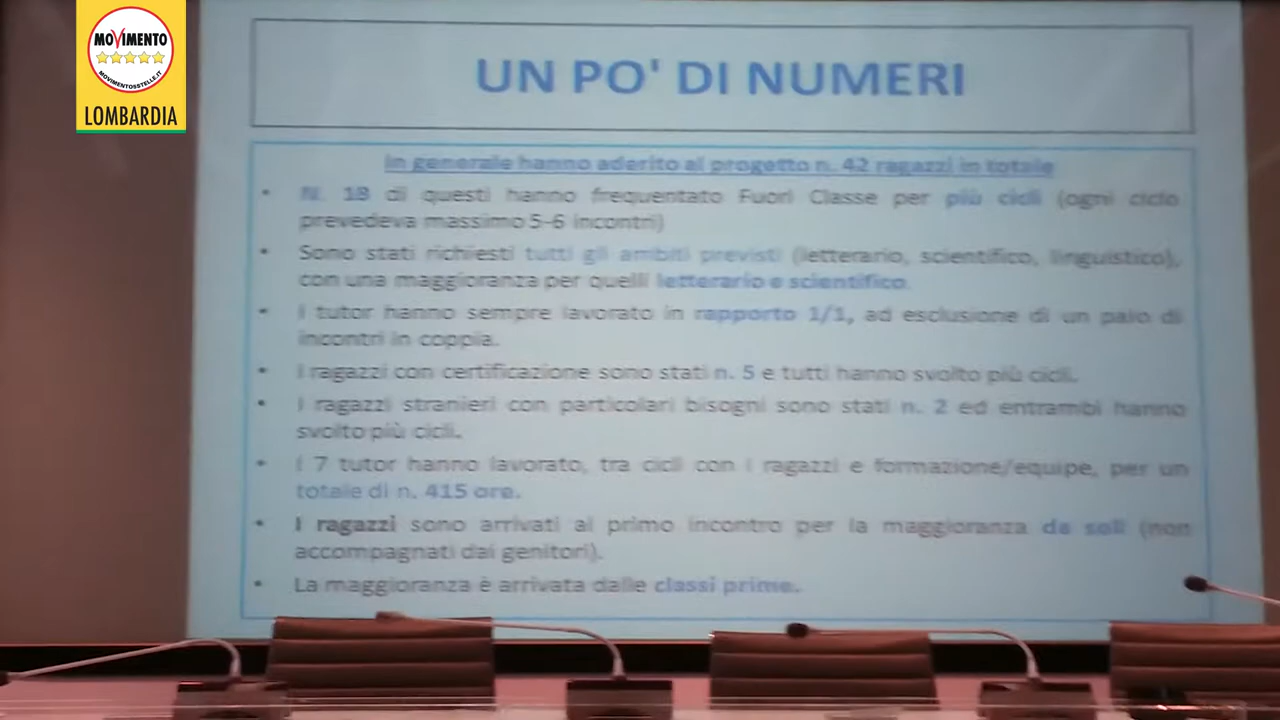 MOVIMENTO
MOVIMENTO5STELLE.IT
LOMBARDIA
UN PO' DI NUMERI
In generale hanno aderito al progetto n. 42 ragazzi in totale
• N. 18 di questi hanno frequentato Fuori Classe per più cicli (ogni ciclo
prevedeva massimo 5-6 incontri)
• Sono stati richiesti tutti gli ambiti previsti (letterario, scientifico, linguistico),
con una maggioranza per quelli letterario e scientifico.
• I tutor hanno sempre lavorato in rapporto 1/1, ad esclusione di un paio di
incontri in coppia.
• I ragazzi con certificazione sono stati n. 5 e tutti hanno svolto più cicli.
• I ragazzi stranieri con particolari bisogni sono stati n. 2 ed entrambi hanno
svolto più cicli.
• I 7 tutor hanno lavorato, tra cicli con i ragazzi e formazione/equipe, per un
totale di n. 415 ore.
• I ragazzi sono arrivati al primo incontro per la maggioranza da soli (non
accompagnati dai genitori).
• La maggioranza è arrivata dalle classi prime.